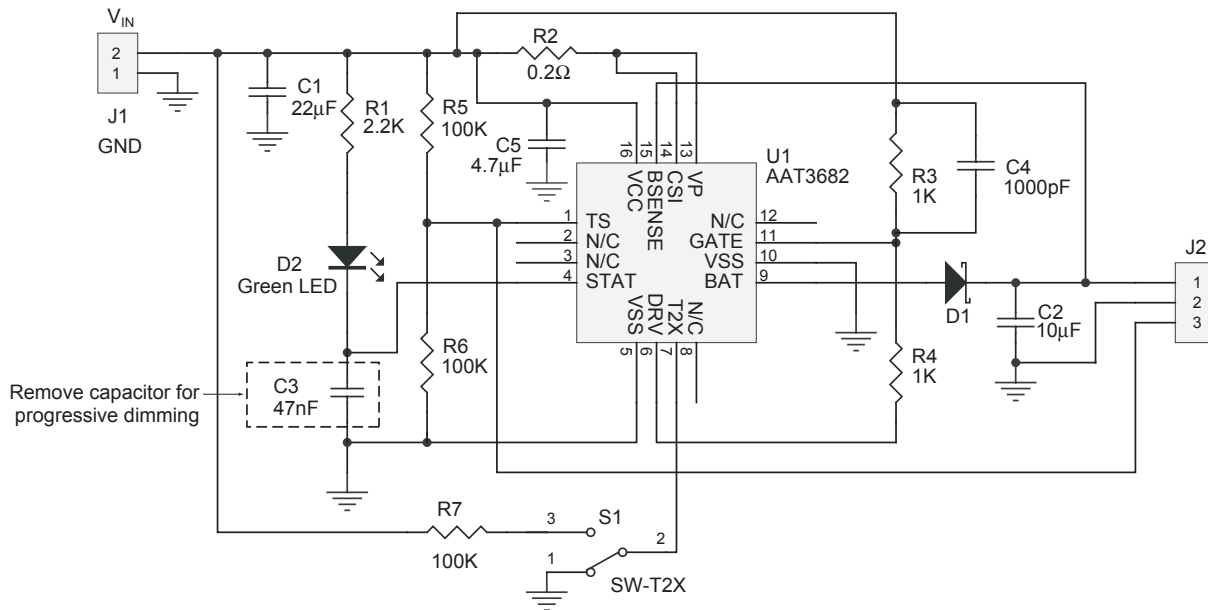 V_IN
2
1
J1
GND
C1
22µF
R1
2.2K
R5
100K
C5
4.7µF
R2
0.2Ω
U1
AAT3682
16
15
14
13
VCC
BSENSE
CSI
VP
1
2
3
4
TS
N/C
N/C
STAT
N/C
GATE
VSS
BAT
12
11
10
9
VSS
DRV
T2X
N/C
5
6
7
8
R3
1K
C4
1000pF
J2
1
2
3
D1
C2
10µF
R4
1K
D2
Green LED
R6
100K
Remove capacitor for
progressive dimming
C3
47nF
R7
100K
3
S1
1
2
SW-T2X